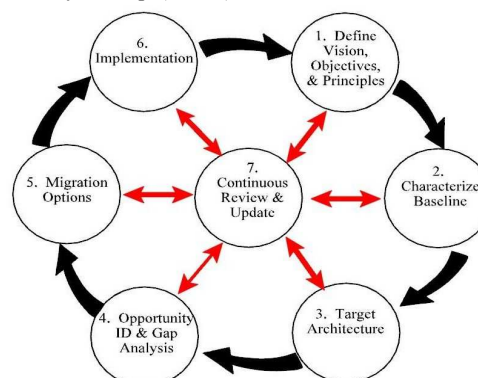 6.
Implementation
1. Define
Vision,
Objectives,
& Principles
5. Migration
Options
7.
Continuous
Review &
Update
2.
Characterize
Baseline
4. Opportunity
ID & Gap
Analysis
3. Target
Architecture